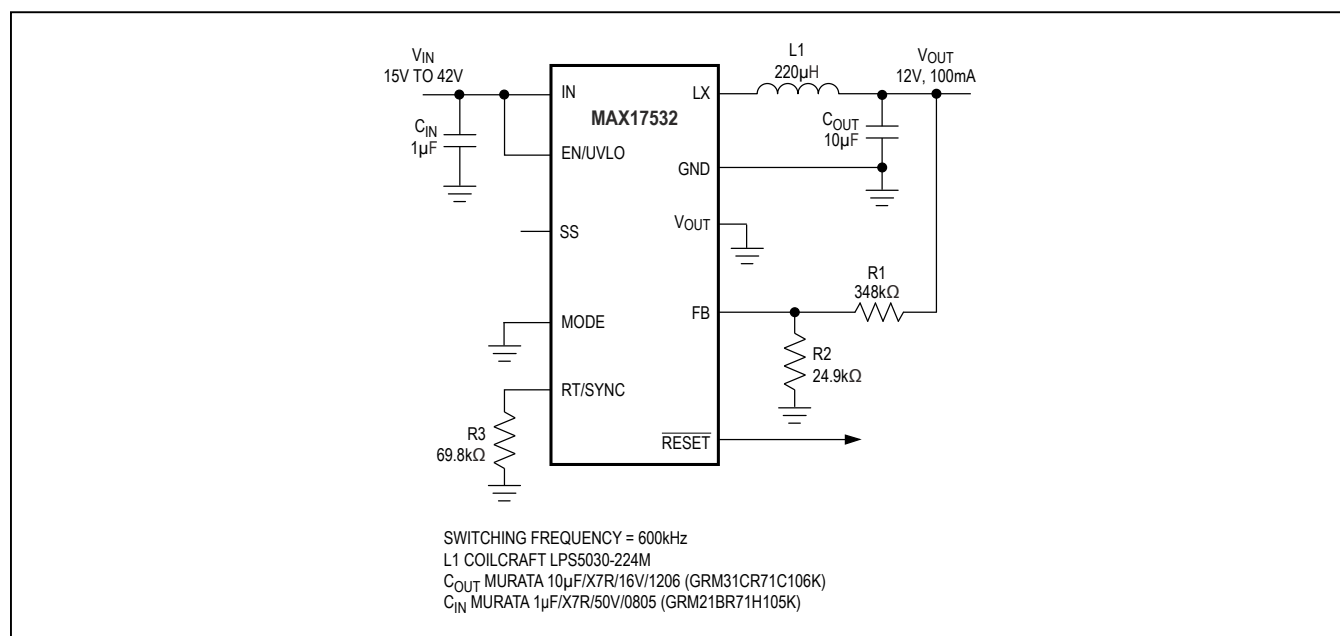 VIN
15V TO 42V
CIN
1µF
IN
EN/UVLO
SS
MODE
RT/SYNC
R3
69.8kΩ
MAX17532
LX
GND
VOUT
FB
RESET
L1
220µH
VOUT
12V, 100mA
COUT
10µF
R1
348kΩ
R2
24.9kΩ
SWITCHING FREQUENCY = 600kHz
L1 COILCRAFT LPS5030-224M
COUT MURATA 10µF/X7R/16V/1206 (GRM31CR71C106K)
CIN MURATA 1µF/X7R/50V/0805 (GRM21BR71H105K)